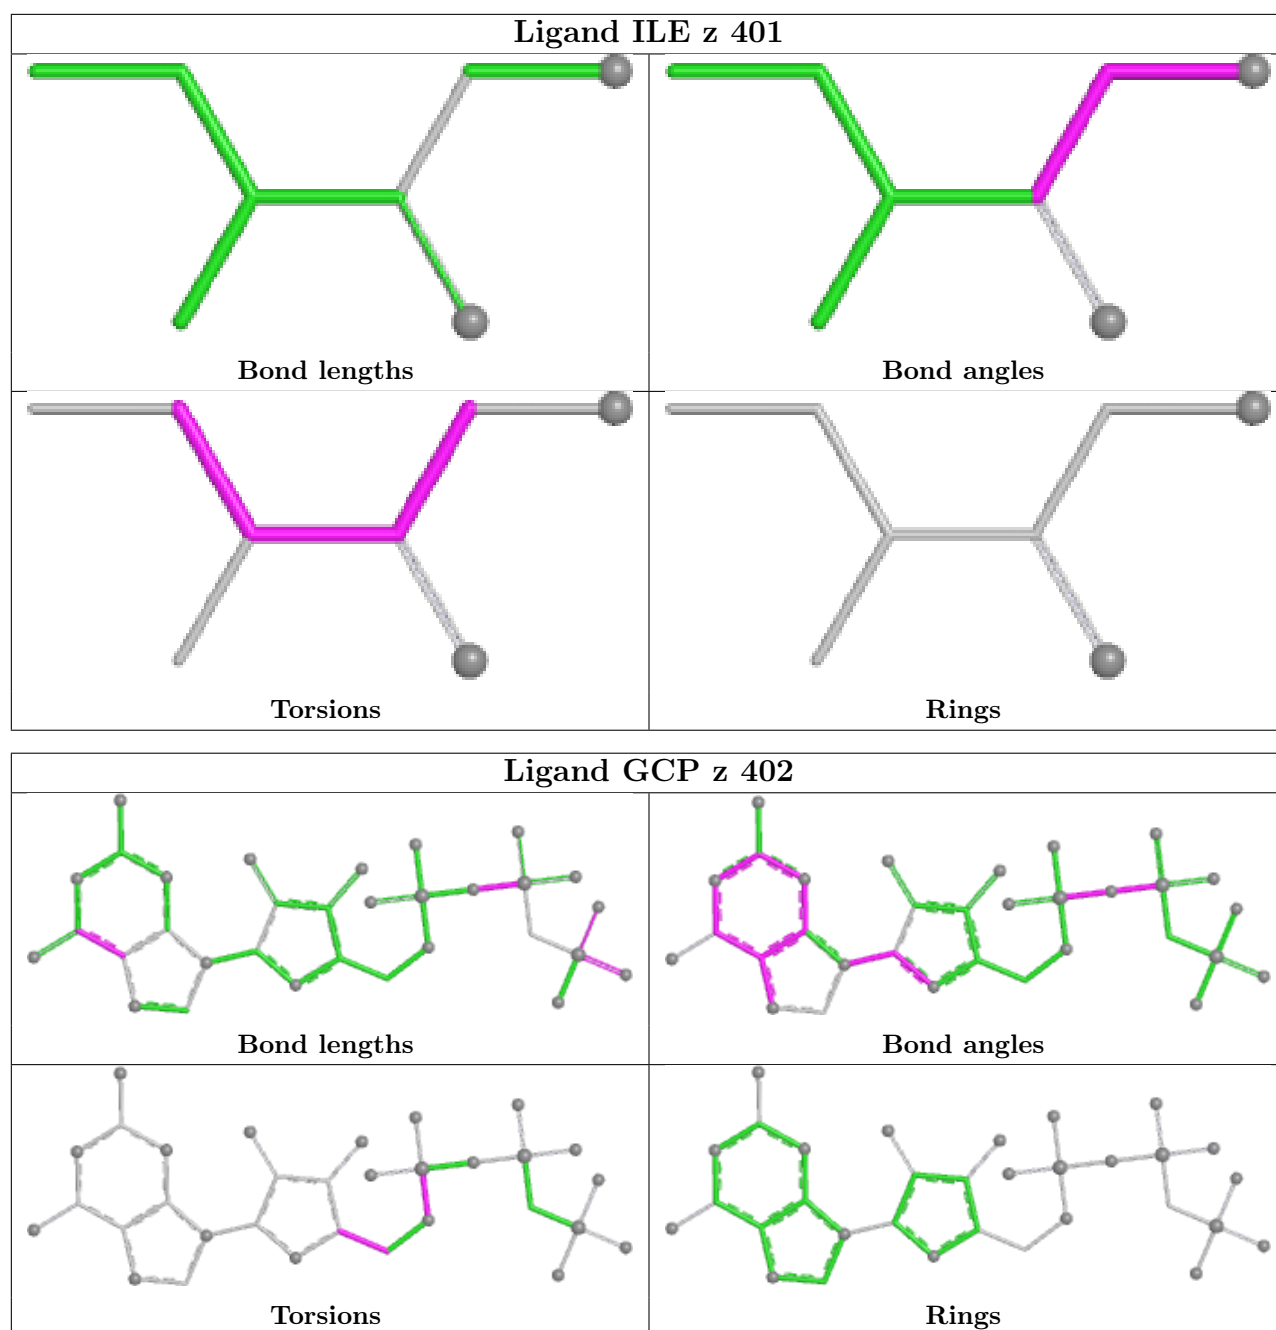 Ligand ILE z 401
Bond lengths
Bond angles
Torsions
Rings
Ligand GCP z 402
Bond lengths
Bond angles
Torsions
Rings